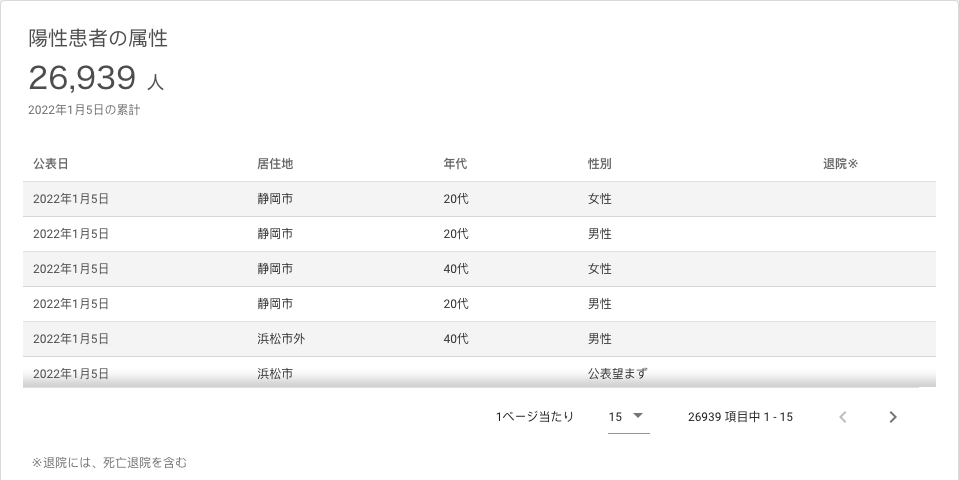 陽性患者の属性
26,939 人
2022年1月5日の累計
公表日 居住地 年代 性別 退院※
2022年1月5日 静岡市 20代 女性
2022年1月5日 静岡市 20代 男性
2022年1月5日 静岡市 40代 女性
2022年1月5日 静岡市 20代 男性
2022年1月5日 浜松市外 40代 男性
2022年1月5日 浜松市 公表望まず
1ページ当たり 15 26939 項目中 1 - 15
※退院には、死亡退院を含む